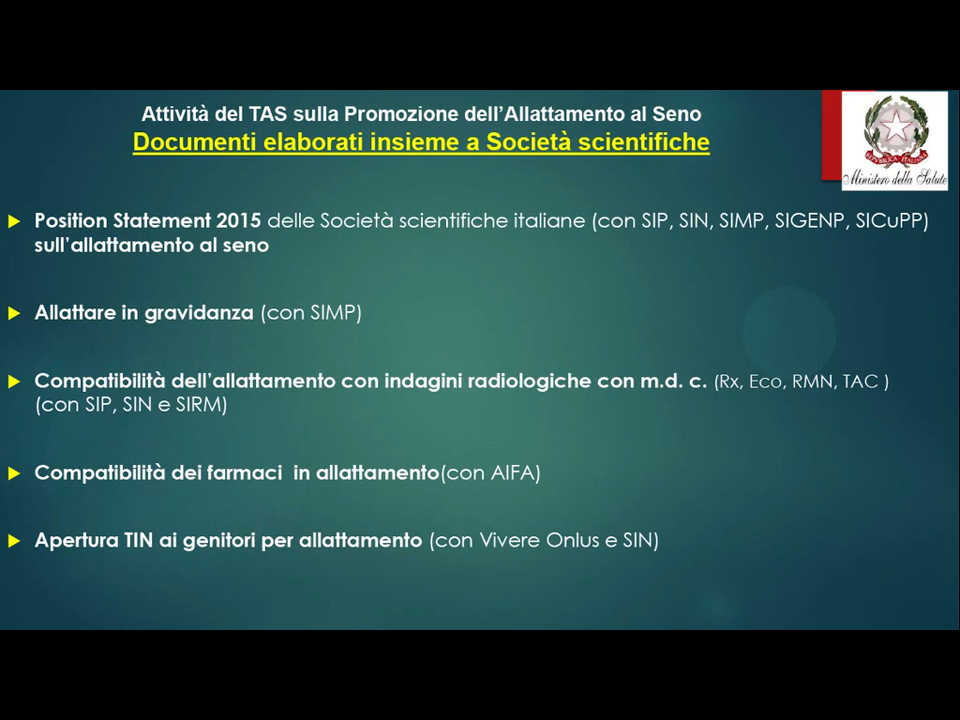 Attività del TAS sulla Promozione dell'Allattamento al Seno
Documenti elaborati insieme a Società scientifiche
REPVBBLICA ITALIANA
Ministero della Salute
Position Statement 2015 delle Società scientifiche italiane (con SIP, SIN, SIMP, SIGENP, SICuPP)
sull'allattamento al seno
Allattare in gravidanza (con SIMP)
Compatibilità dell'allattamento con indagini radiologiche con m.d. c. (Rx, Eco, RMN, TAC )
(con SIP, SIN e SIRM)
Compatibilità dei farmaci  in allattamento(con AIFA)
Apertura TIN ai genitori per allattamento (con Vivere Onlus e SIN)